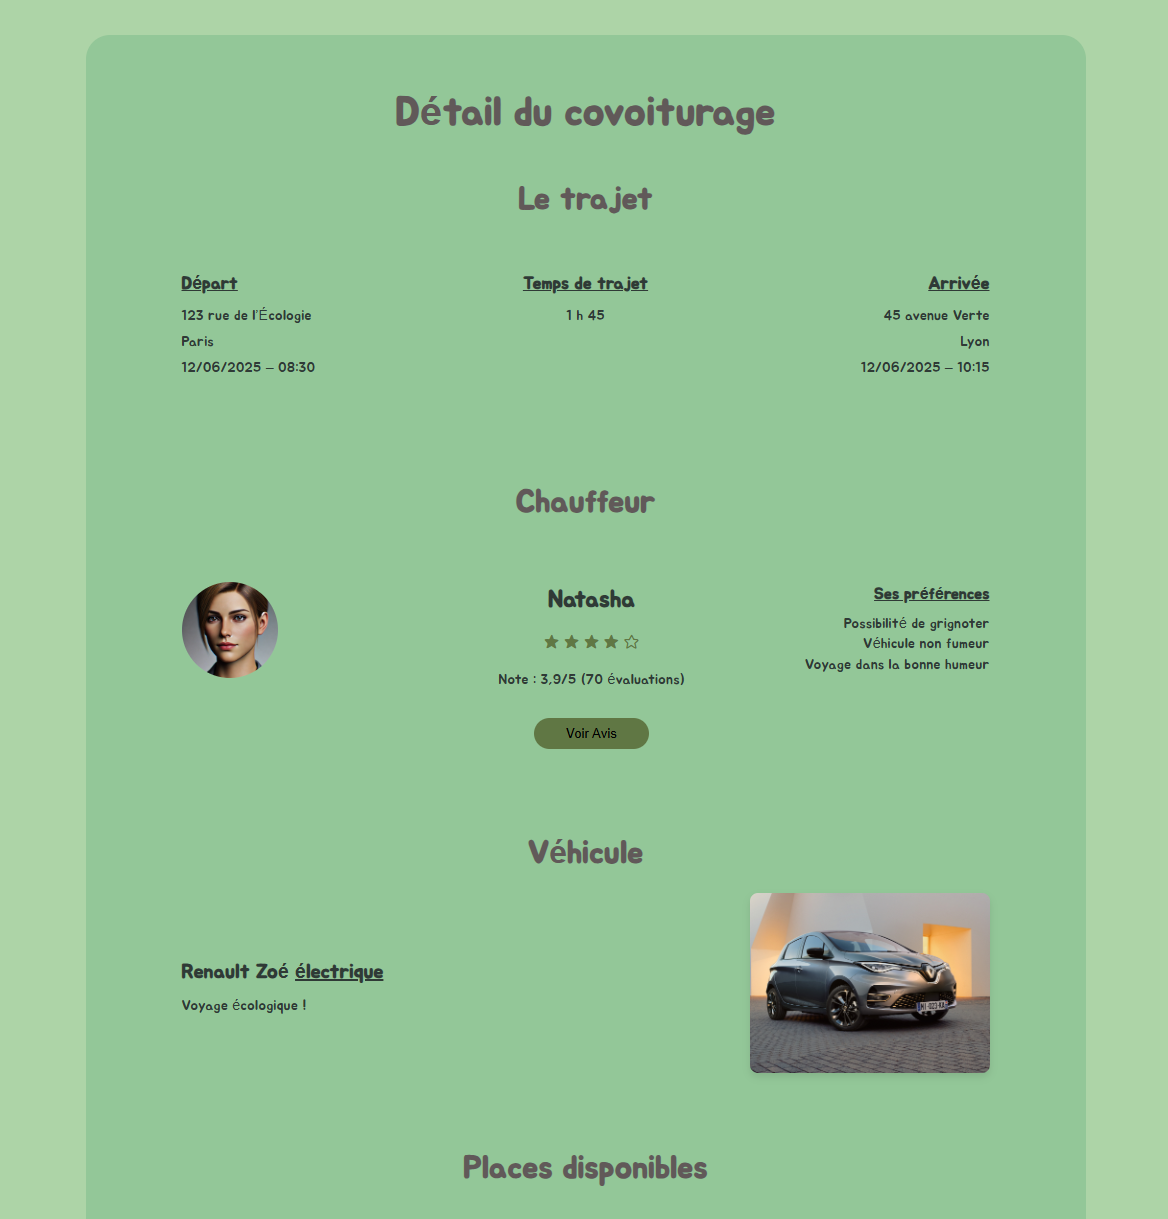 Détail du covoiturage
Le trajet
Départ
123 rue de l'Écologie
Paris
12/06/2025 – 08:30
Temps de trajet
1 h 45
Arrivée
45 avenue Verte
Lyon
12/06/2025 – 10:15
Chauffeur
Natasha
Note : 3,9/5 (70 évaluations)
Voir Avis
Ses préférences
Possibilité de grignoter
Véhicule non fumeur
Voyage dans la bonne humeur
Véhicule
Renault Zoé électrique
Voyage écologique !
Places disponibles